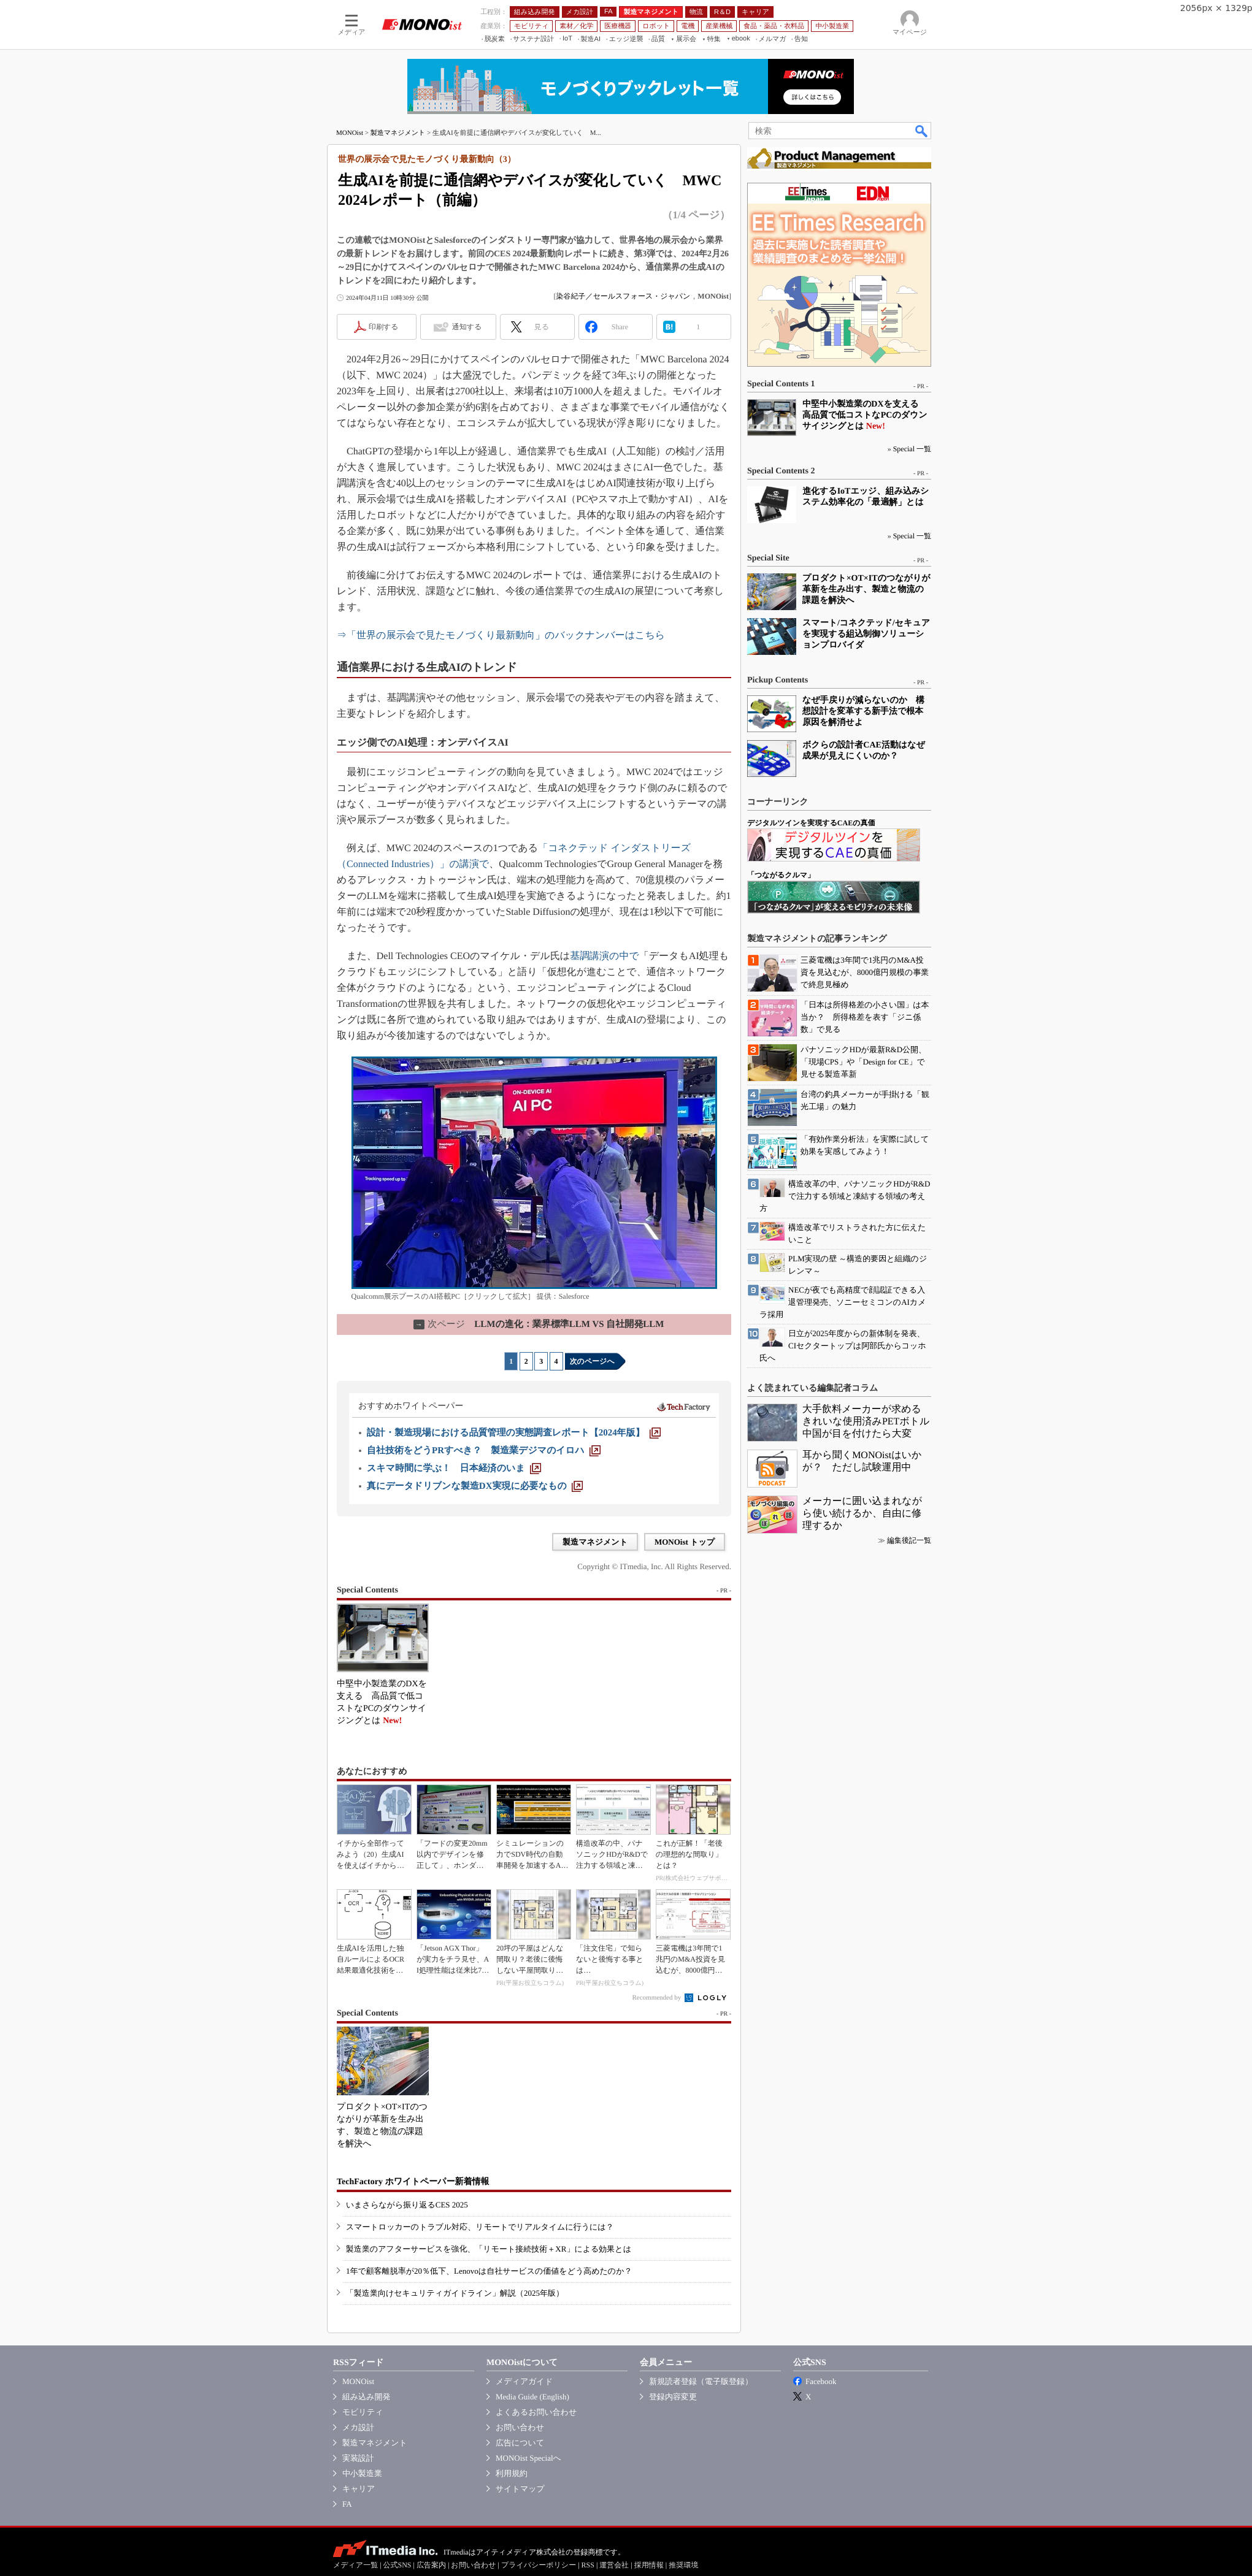 2056px × 1329p
メディア
MONOist
工程別：
組み込み開発
メカ設計
FA
製造マネジメント
物流
R＆D
キャリア
産業別：
モビリティ
素材／化学
医療機器
ロボット
電機
産業機械
食品・薬品・衣料品
中小製造業
脱炭素
サステナ設計
IoT
製造AI
エッジ逆襲
品質
展示会
特集
ebook
メルマガ
告知
マイページ
モノづくりブックレット一覧
MONOist
詳しくはこちら
MONOist > 製造マネジメント > 生成AIを前提に通信網やデバイスが変化していく　M...
検索
世界の展示会で見たモノづくり最新動向（3）
生成AIを前提に通信網やデバイスが変化していく　MWC
2024レポート（前編）
（1/4 ページ）
この連載ではMONOistとSalesforceのインダストリー専門家が協力して、世界各地の展示会から業界
の最新トレンドをお届けします。前回のCES 2024最新動向レポートに続き、第3弾では、2024年2月26
～29日にかけてスペインのバルセロナで開催されたMWC Barcelona 2024から、通信業界の生成AIの
トレンドを2回にわたり紹介します。
2024年04月11日 10時30分 公開
[染谷紀子／セールスフォース・ジャパン，MONOist]
印刷する
通知する
見る
Share
B!
1
　2024年2月26～29日にかけてスペインのバルセロナで開催された「MWC Barcelona 2024
（以下、MWC 2024）」は大盛況でした。パンデミックを経て3年ぶりの開催となった
2023年を上回り、出展者は2700社以上、来場者は10万1000人を超えました。モバイルオ
ペレーター以外の参加企業が約6割を占めており、さまざまな事業でモバイル通信がなく
てはならない存在となり、エコシステムが拡大している現状が浮き彫りになりました。
　ChatGPTの登場から1年以上が経過し、通信業界でも生成AI（人工知能）の検討／活用
が大きく進展しています。こうした状況もあり、MWC 2024はまさにAI一色でした。基
調講演を含む40以上のセッションのテーマに生成AIをはじめAI関連技術が取り上げら
れ、展示会場では生成AIを搭載したオンデバイスAI（PCやスマホ上で動かすAI）、AIを
活用したロボットなどに人だかりができていました。具体的な取り組みの内容を紹介す
る企業が多く、既に効果が出ている事例もありました。イベント全体を通して、通信業
界の生成AIは試行フェーズから本格利用にシフトしている、という印象を受けました。
　前後編に分けてお伝えするMWC 2024のレポートでは、通信業界における生成AIのト
レンド、活用状況、課題などに触れ、今後の通信業界での生成AIの展望について考察し
ます。
⇒「世界の展示会で見たモノづくり最新動向」のバックナンバーはこちら
通信業界における生成AIのトレンド
　まずは、基調講演やその他セッション、展示会場での発表やデモの内容を踏まえて、
主要なトレンドを紹介します。
エッジ側でのAI処理：オンデバイスAI
　最初にエッジコンピューティングの動向を見ていきましょう。MWC 2024ではエッジ
コンピューティングやオンデバイスAIなど、生成AIの処理をクラウド側のみに頼るので
はなく、ユーザーが使うデバイスなどエッジデバイス上にシフトするというテーマの講
演や展示ブースが数多く見られました。
　例えば、MWC 2024のスペースの1つである「コネクテッド インダストリーズ
（Connected Industries）」の講演で、Qualcomm TechnologiesでGroup General Managerを務
めるアレックス・カトゥージャン氏は、端末の処理能力を高めて、70億規模のパラメー
ターのLLMを端末に搭載して生成AI処理を実施できるようになったと発表しました。約1
年前には端末で20秒程度かかっていたStable Diffusionの処理が、現在は1秒以下で可能に
なったそうです。
　また、Dell Technologies CEOのマイケル・デル氏は基調講演の中で「データもAI処理も
クラウドもエッジにシフトしている」と語り「仮想化が進むことで、通信ネットワーク
全体がクラウドのようになる」という、エッジコンピューティングによるCloud
Transformationの世界観を共有しました。ネットワークの仮想化やエッジコンピューティ
ングは既に各所で進められている取り組みではありますが、生成AIの登場により、この
取り組みが今後加速するのではないでしょうか。
ON-DEVICE AI
AI PC
Qualcomm展示ブースのAI搭載PC［クリックして拡大］ 提供：Salesforce
→ 次ページ　LLMの進化：業界標準LLM VS 自社開発LLM
1
2
3
4
次のページへ
おすすめホワイトペーパー
TechFactory
設計・製造現場における品質管理の実態調査レポート【2024年版】
自社技術をどうPRすべき？　製造業デジマのイロハ
スキマ時間に学ぶ！　日本経済のいま
真にデータドリブンな製造DX実現に必要なもの
製造マネジメント
MONOist トップ
Copyright © ITmedia, Inc. All Rights Reserved.
Special Contents
- PR -
中堅中小製造業のDXを
支える　高品質で低コ
ストなPCのダウンサイ
ジングとは New!
あなたにおすすめ
イチから全部作って
みよう（20）生成AI
を使えばイチから…
「フードの変更20mm
以内でデザインを修
正して」、ホンダ…
シミュレーションの
力でSDV時代の自動
車開発を加速するA…
構造改革の中、パナ
ソニックHDがR&Dで
注力する領域と凍…
これが正解！「老後
の理想的な間取り」
とは？
PR(株式会社ウェブサポ…
生成AIを活用した独
自ルールによるOCR
結果最適化技術を…
「Jetson AGX Thor」
が実力をチラ見せ、A
I処理性能は従来比7…
20坪の平屋はどんな
間取り？老後に後悔
しない平屋間取り…
PR(平屋お役立ちコラム)
「注文住宅」で知ら
ないと後悔する事と
は…
PR(平屋お役立ちコラム)
三菱電機は3年間で1
兆円のM&A投資を見
込むが、8000億円…
Recommended by
LOGLY
Special Contents
- PR -
プロダクト×OT×ITのつ
ながりが革新を生み出
す、製造と物流の課題
を解決へ
TechFactory ホワイトペーパー新着情報
いまさらながら振り返るCES 2025
スマートロッカーのトラブル対応、リモートでリアルタイムに行うには？
製造業のアフターサービスを強化、「リモート接続技術＋XR」による効果とは
1年で顧客離脱率が20％低下、Lenovoは自社サービスの価値をどう高めたのか？
「製造業向けセキュリティガイドライン」解説（2025年版）
Product Management
製造マネジメント
EE Times Japan
EDN Japan
EE Times Research
過去に実施した読者調査や
業績調査のまとめを一挙公開！
Special Contents 1
- PR -
中堅中小製造業のDXを支える
高品質で低コストなPCのダウン
サイジングとは New!
» Special 一覧
Special Contents 2
- PR -
進化するIoTエッジ、組み込みシ
ステム効率化の「最適解」とは
» Special 一覧
Special Site
- PR -
プロダクト×OT×ITのつながりが
革新を生み出す、製造と物流の
課題を解決へ
スマート/コネクテッド/セキュア
を実現する組込制御ソリューシ
ョンプロバイダ
Pickup Contents
- PR -
なぜ手戻りが減らないのか　構
想設計を変革する新手法で根本
原因を解消せよ
ボクらの設計者CAE活動はなぜ
成果が見えにくいのか？
コーナーリンク
デジタルツインを実現するCAEの真価
デジタルツインを
実現するCAEの真価
「つながるクルマ」
「つながるクルマ」が変えるモビリティの未来像
製造マネジメントの記事ランキング
1
三菱電機は3年間で1兆円のM&A投
資を見込むが、8000億円規模の事業
で終息見極め
2
「日本は所得格差の小さい国」は本
当か？　所得格差を表す「ジニ係
数」で見る
3
パナソニックHDが最新R&D公開、
「現場CPS」や「Design for CE」で
見せる製造革新
4
台湾の釣具メーカーが手掛ける「観
光工場」の魅力
5
「有効作業分析法」を実際に試して
効果を実感してみよう！
6
構造改革の中、パナソニックHDがR&D
で注力する領域と凍結する領域の考え
方
7
構造改革でリストラされた方に伝えた
いこと
8
PLM実現の壁 ～構造的要因と組織のジ
レンマ～
9
NECが夜でも高精度で顔認証できる入
退管理発売、ソニーセミコンのAIカメ
ラ採用
10
日立が2025年度からの新体制を発表、
CIセクタートップは阿部氏からコッホ
氏へ
よく読まれている編集記者コラム
大手飲料メーカーが求める
きれいな使用済みPETボトル
中国が目を付けたら大変
PODCAST
耳から聞くMONOistはいか
が？　ただし試験運用中
モノづくり編集の
メーカーに囲い込まれなが
ら使い続けるか、自由に修
理するか
≫ 編集後記一覧
RSSフィード
MONOist
組み込み開発
モビリティ
メカ設計
製造マネジメント
実装設計
中小製造業
キャリア
FA
MONOistについて
メディアガイド
Media Guide (English)
よくあるお問い合わせ
お問い合わせ
広告について
MONOist Specialへ
利用規約
サイトマップ
会員メニュー
新規読者登録（電子版登録）
登録内容変更
公式SNS
Facebook
X
ITmedia Inc.
ITmediaはアイティメディア株式会社の登録商標です。
メディア一覧 | 公式SNS | 広告案内 | お問い合わせ | プライバシーポリシー | RSS | 運営会社 | 採用情報 | 推奨環境